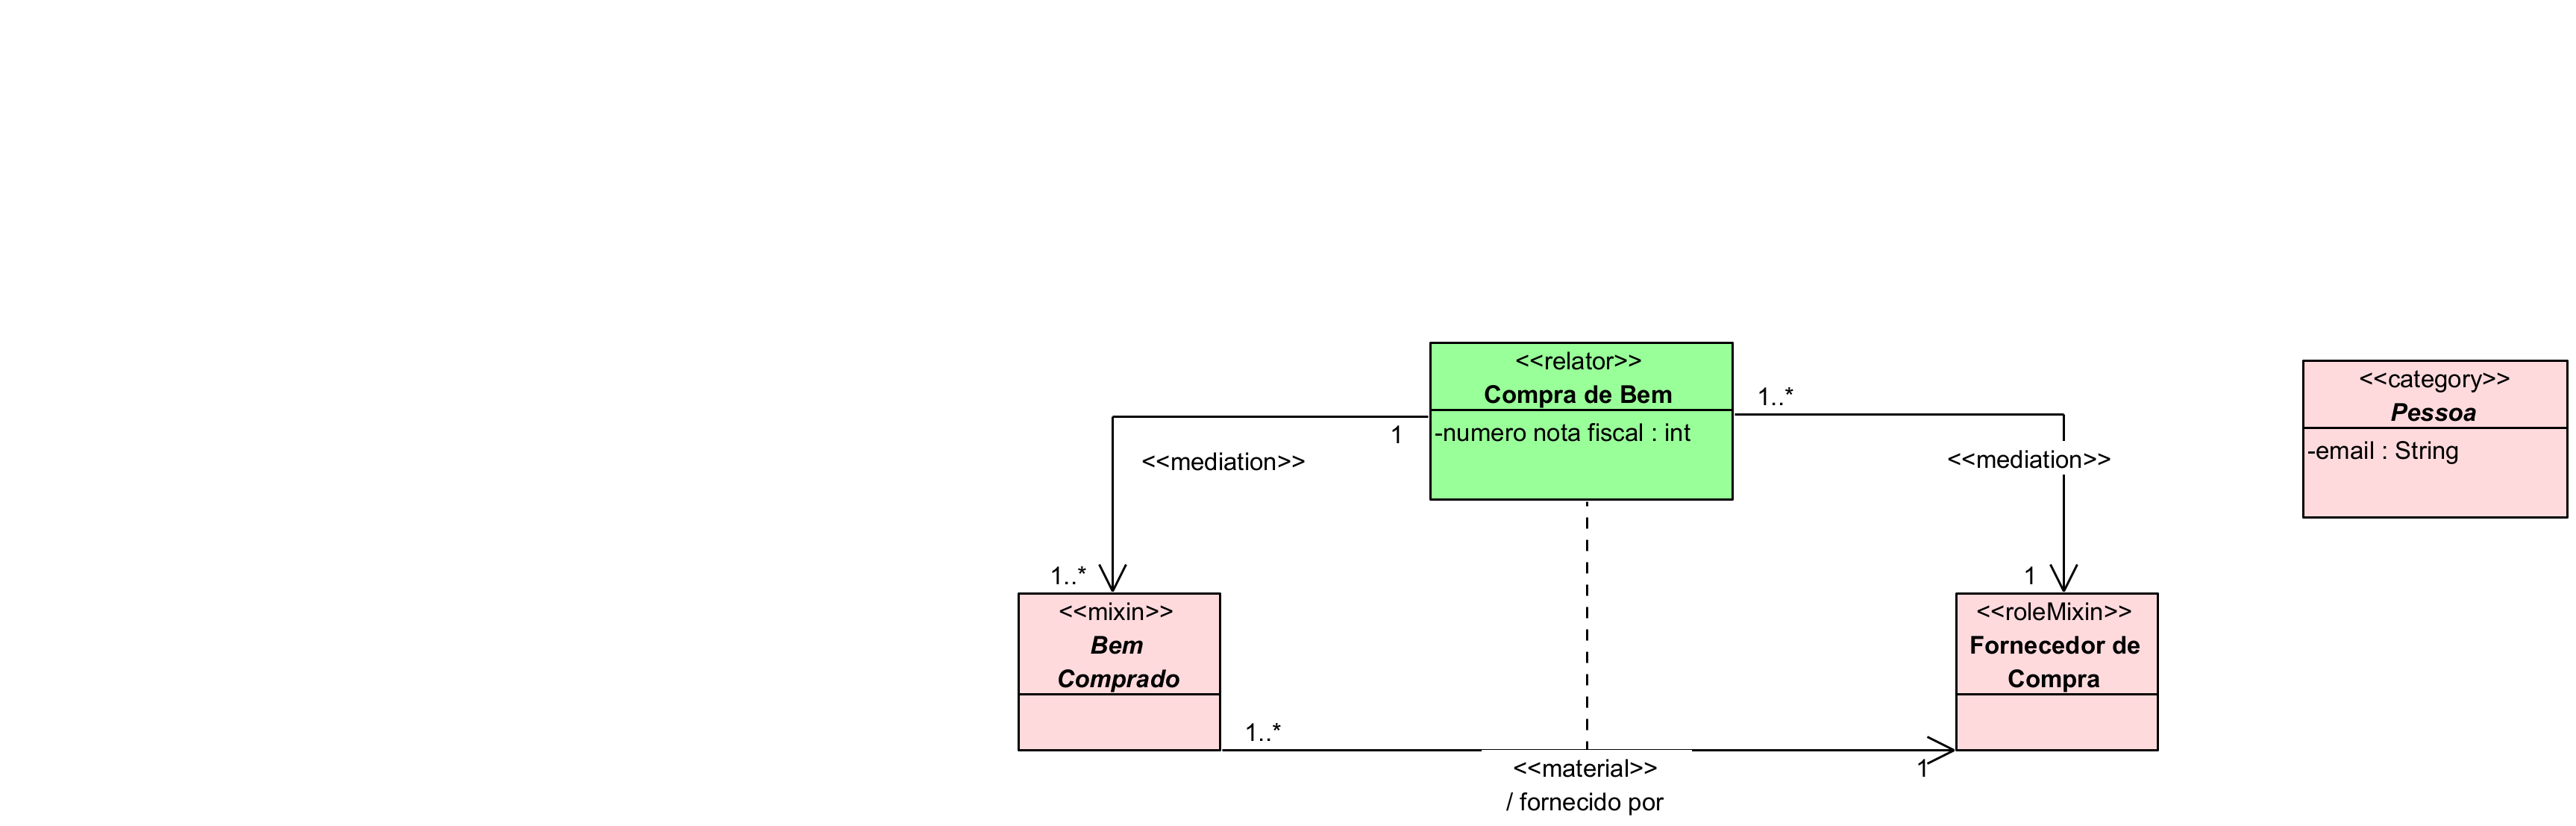 <<relator>>
Compra de Bem
-numero nota fiscal : int
1
1..*
<<mediation>>
<<mediation>>
<<category>>
Pessoa
-email : String
1..*
1
<<mixin>>
Bem
Comprado
<<roleMixin>>
Fornecedor de
Compra
1..*
1
<<material>>
/ fornecido por